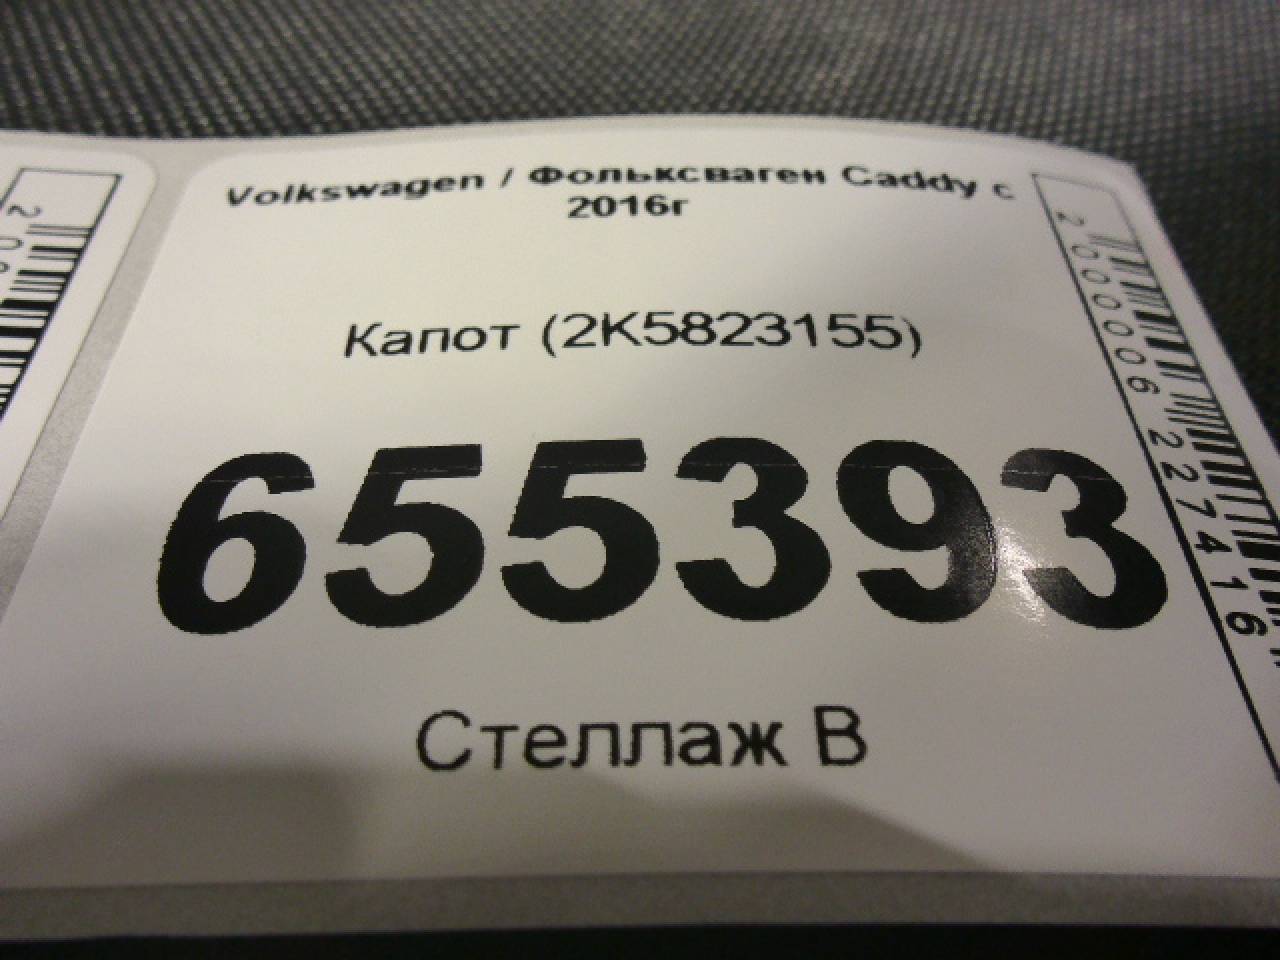 Volkswagen / Фольксваген Caddy с
2016г
Капот (2K5823155)
655393
Стеллаж B
2000006227416